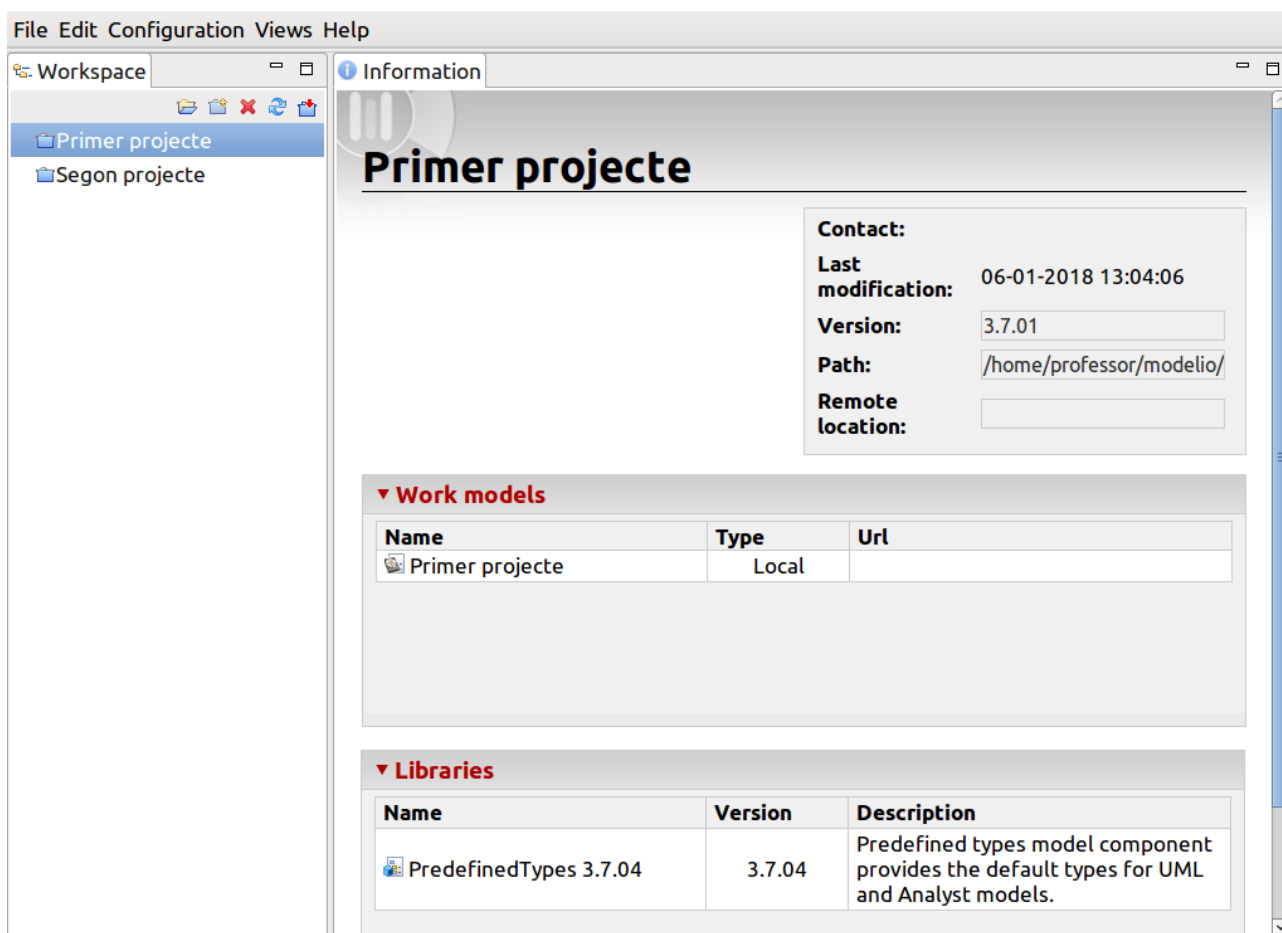 File Edit Configuration Views Help
Workspace
Information
Primer projecte
Segon projecte
Primer projecte
Contact:
Last
modification: 06-01-2018 13:04:06
Version: 3.7.01
Path: /home/professor/modelio/
Remote
location:
Work models
Name Type Url
Primer projecte Local
Libraries
Name Version Description
PredefinedTypes 3.7.04 3.7.04 Predefined types model component
provides the default types for UML
and Analyst models.